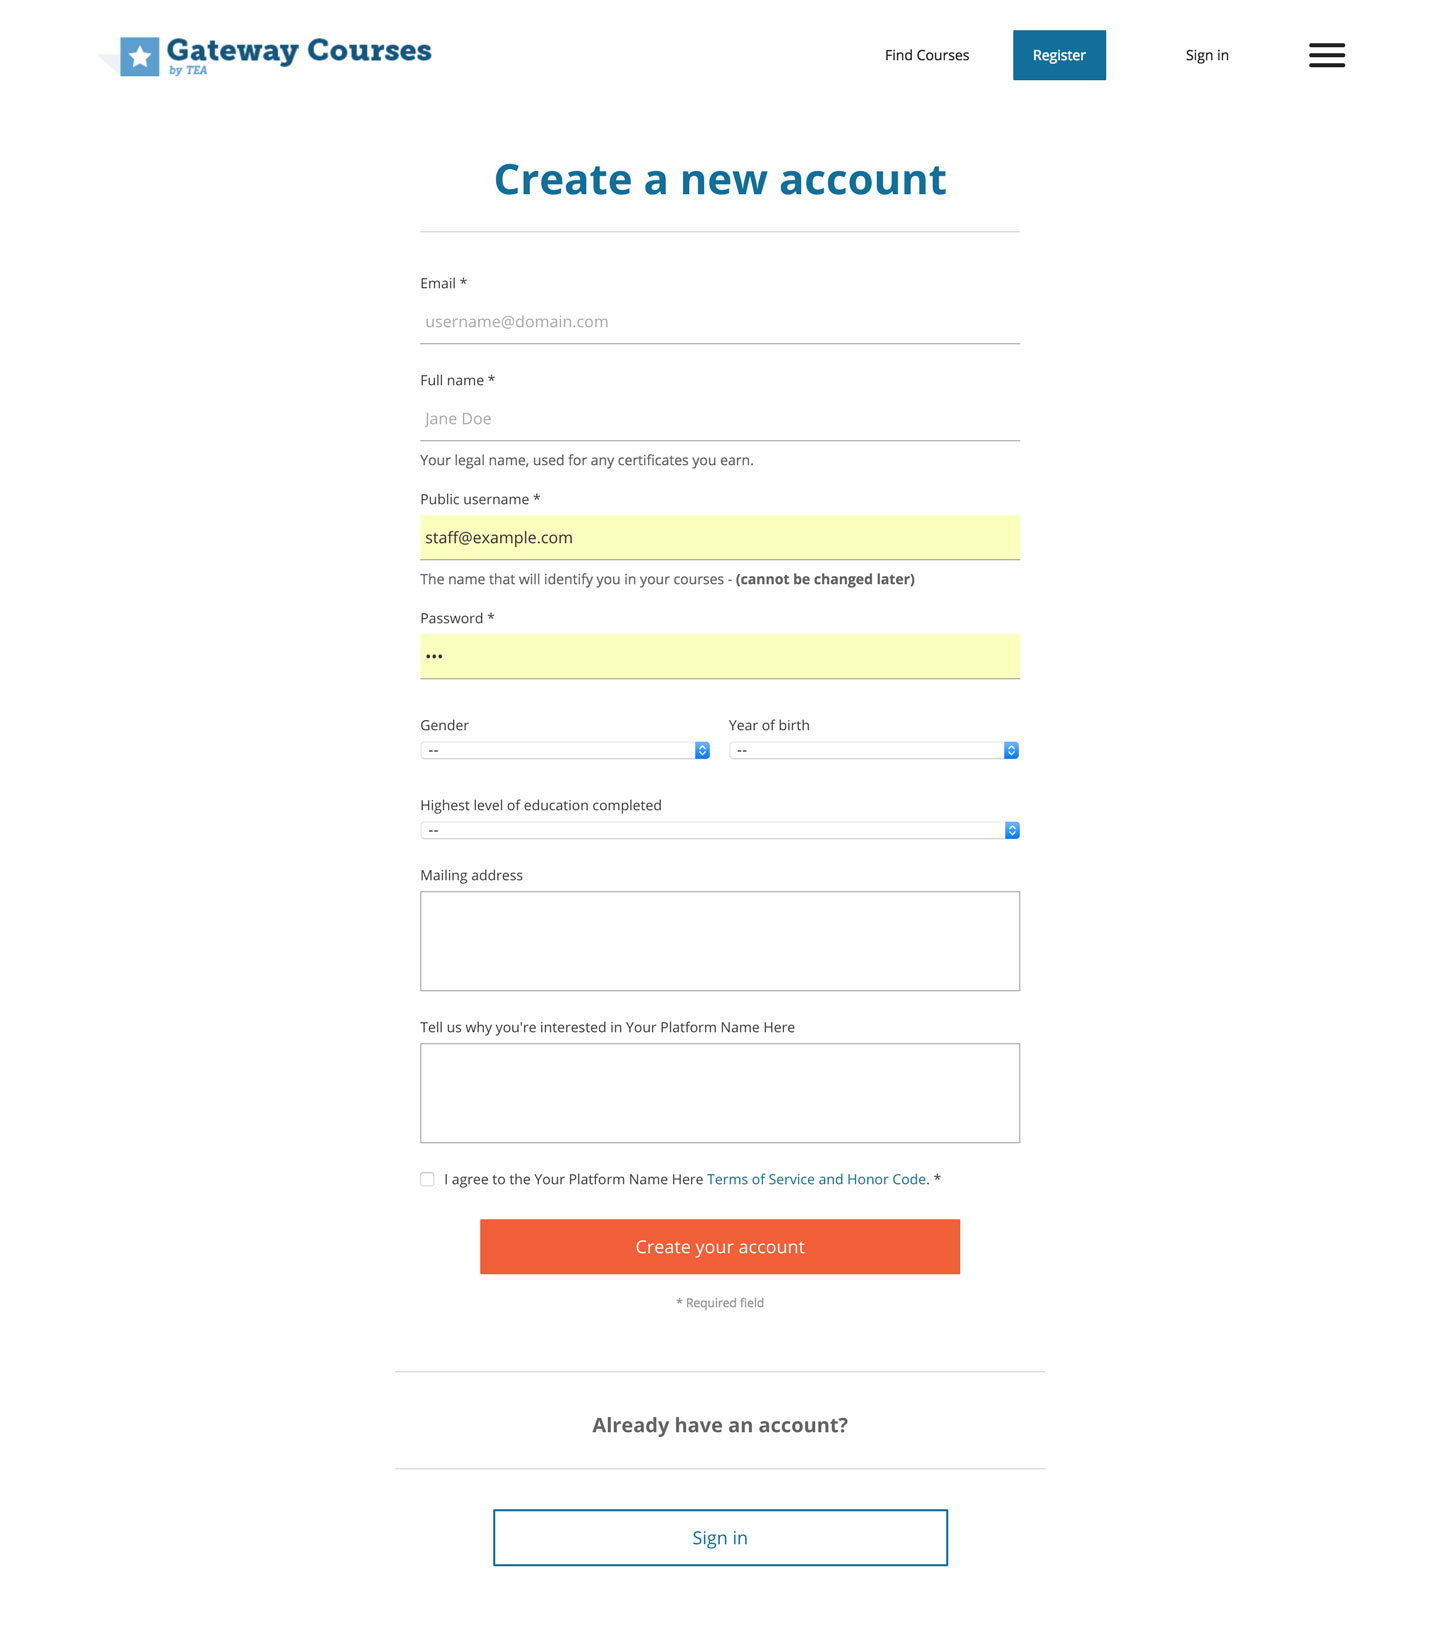 Gateway Courses
by TEA
Find Courses
Register
Sign in
Create a new account
Email *
username@domain.com
Full name *
Jane Doe
Your legal name, used for any certificates you earn.
Public username *
staff@example.com
The name that will identify you in your courses - (cannot be changed later)
Password *
•••
Gender
Year of birth
--
--
Highest level of education completed
--
Mailing address
Tell us why you're interested in Your Platform Name Here
I agree to the Your Platform Name Here Terms of Service and Honor Code. *
Create your account
* Required field
Already have an account?
Sign in